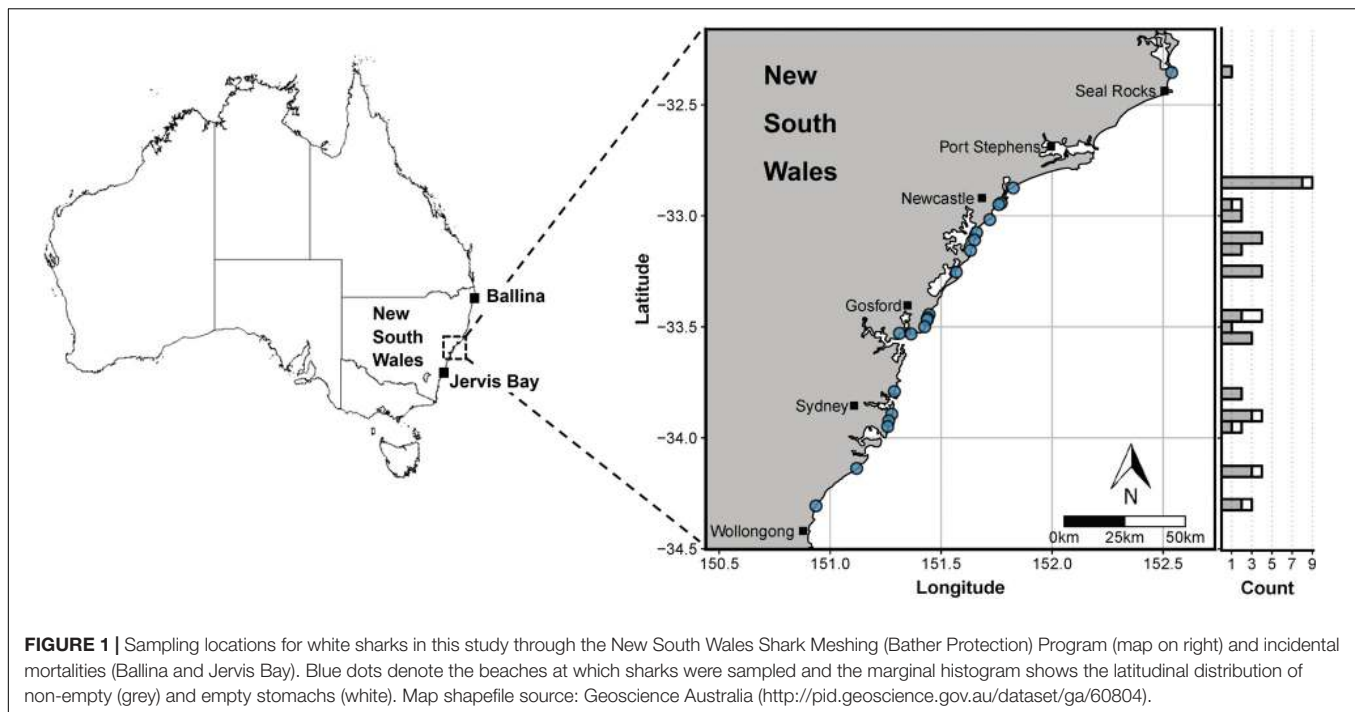 New
South
Wales
Ballina
Jervis Bay
New
South
Wales
Seal Rocks
Port Stephens
Newcastle
Gosford
Sydney
Wollongong
N
0km 25km 50km
Latitude
−32.5
−33.0
−33.5
−34.0
−34.5
150.5 151.0 151.5 152.0 152.5
Longitude
1 3 5 7 9
Count
FIGURE 1 | Sampling locations for white sharks in this study through the New South Wales Shark Meshing (Bather Protection) Program (map on right) and incidental
mortalities (Ballina and Jervis Bay). Blue dots denote the beaches at which sharks were sampled and the marginal histogram shows the latitudinal distribution of
non-empty (grey) and empty stomachs (white). Map shapefile source: Geoscience Australia (http://pid.geoscience.gov.au/dataset/ga/60804).